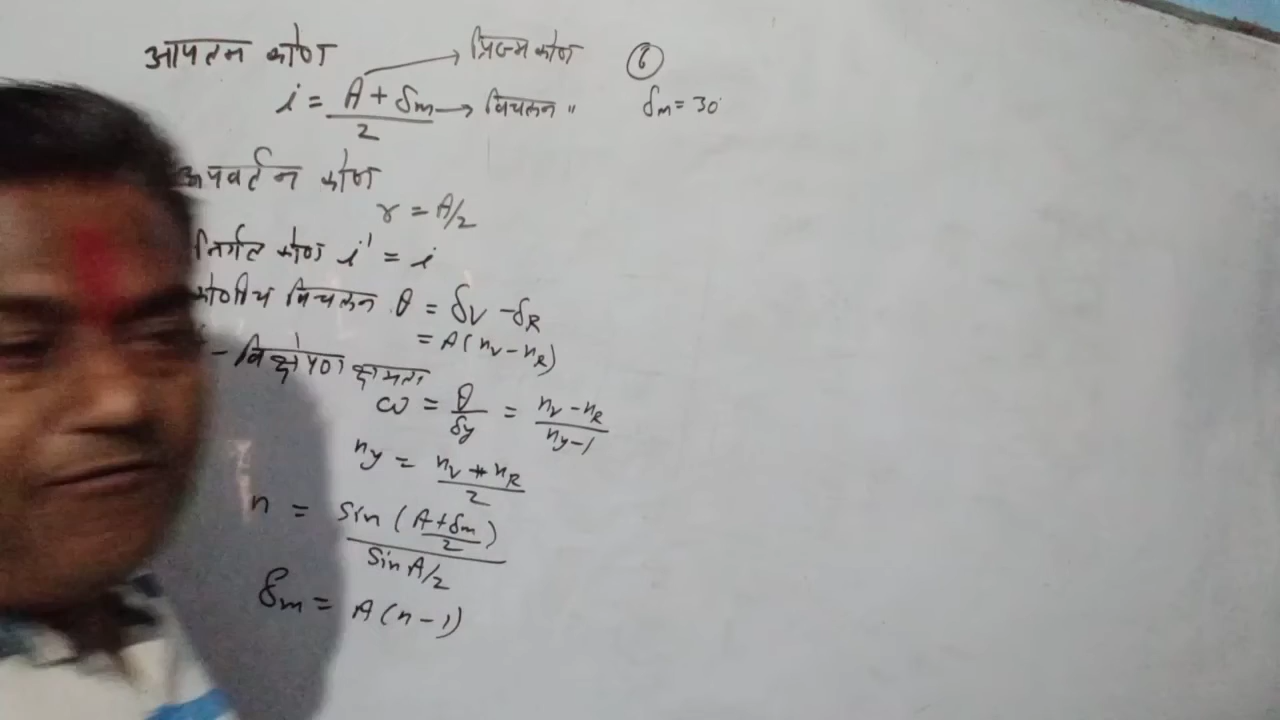 आपतन कोण
i = A + δm / 2 → प्रिज्म कोण
→ विचलन "
अपवर्तन कोण
r = A/2
निर्गत कोण i' = i
कोणीय विचलन θ = δV - δR
= A(nV - nR)
- विक्षेपण क्षमता
ω = θ / δy = nV - nR / ny - 1
ny = nV + nR / 2
n = sin (A + δm / 2) / sin A/2
δm = A(n - 1)
⑥
δm = 30°